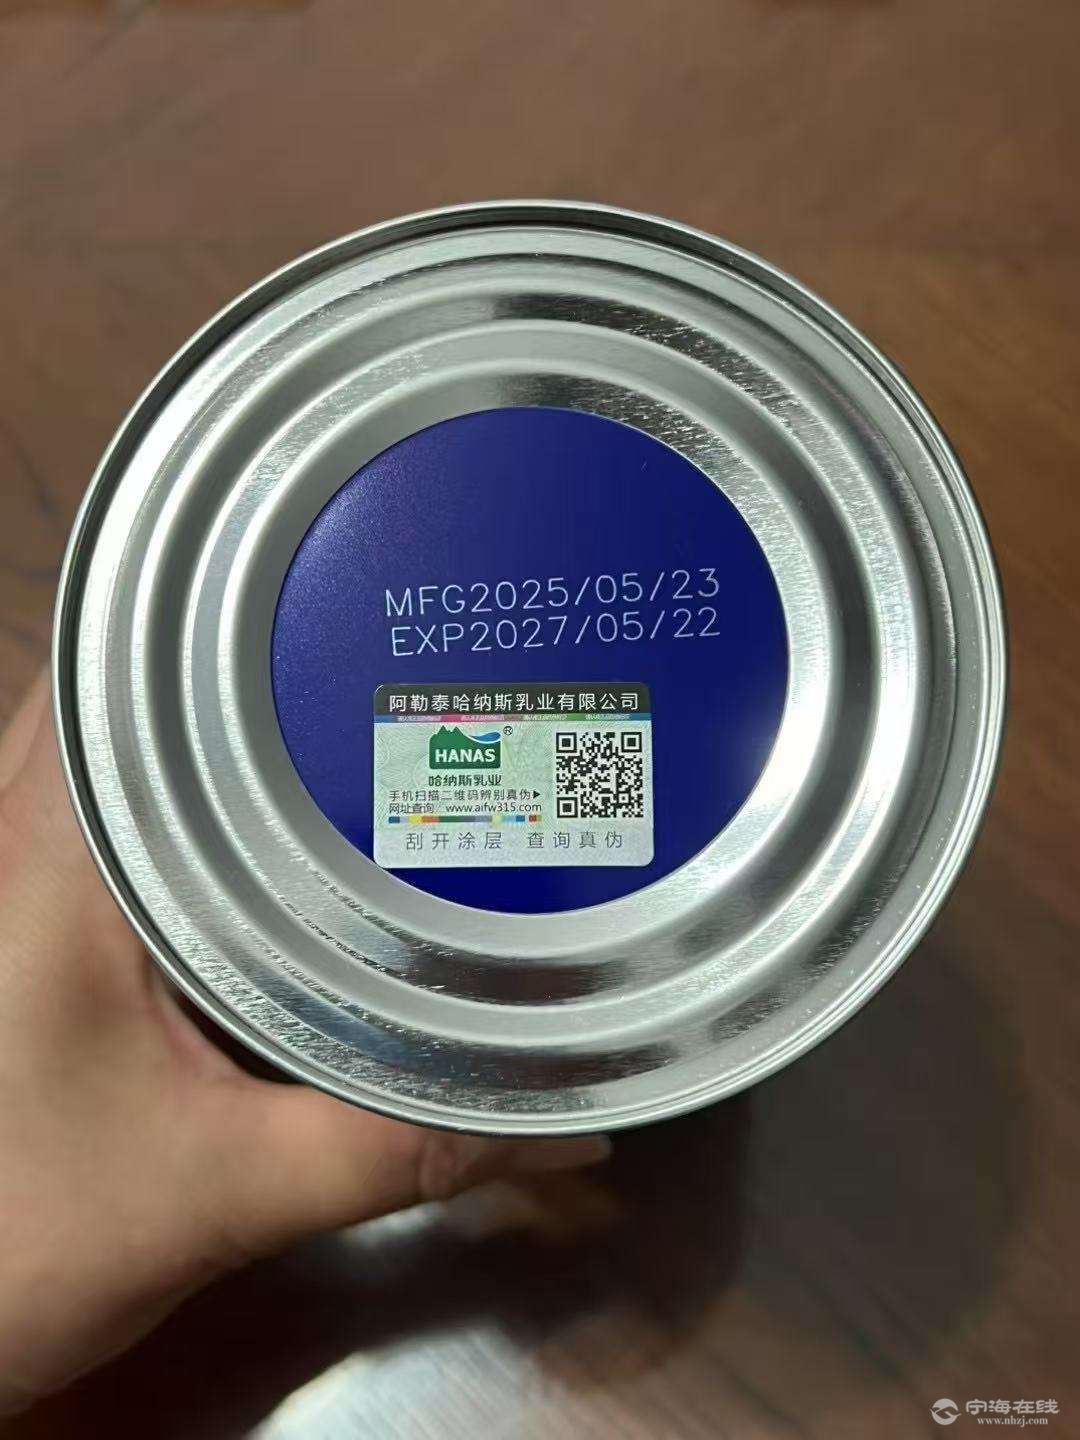 MFG2025/05/23
EXP2027/05/22
阿勒泰哈纳斯乳业有限公司
HANAS®
哈纳斯乳业
手机扫描二维码辨别真伪▶
网址查询 www.aifw315.com
刮开涂层 查询真伪
宁海在线
www.nhzj.com